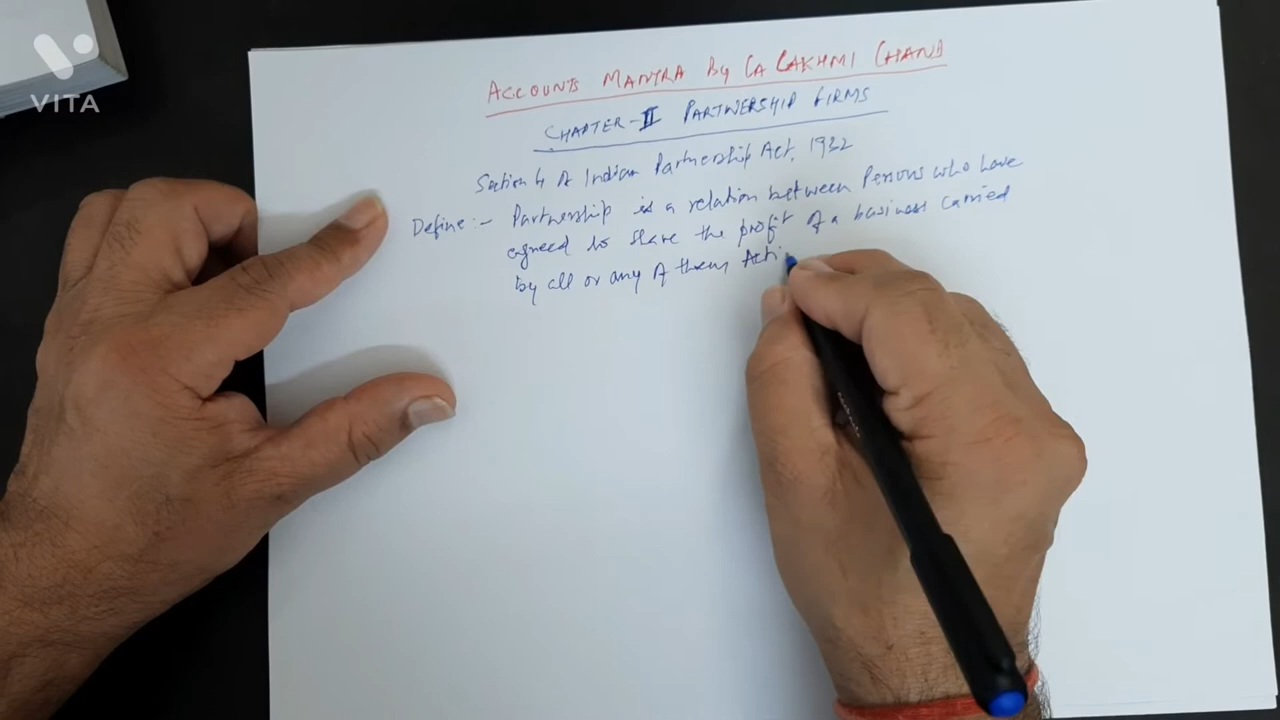 VITA
ACCOUNTS MANTRA By CA LAKHMI CHAND
CHAPTER-II PARTNERSHIP FIRMS
Section 4 of Indian Partnership Act, 1932
Define:- Partnership is a relation between Persons who have
agreed to share the profit of a business carried
by all or any of them Acti